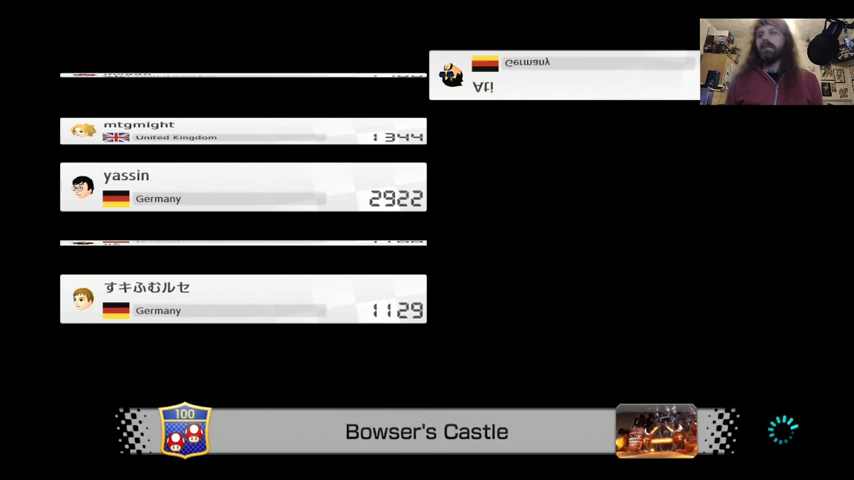 mtgmight
United Kingdom
1344
yassin
Germany
2922
すキふむルセ
Germany
1129
Germany
Ati
100
Bowser's Castle